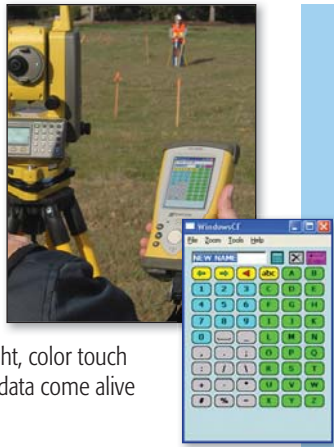 WindowsCE
File Zoom Tools Help
NEW NAME
abc A B
1 2 3 C D E
4 5 6 F G H
7 8 9 I J K
0 L M N
. , ; O P Q
: / \ R S T
+ - * U V W
# % = X Y Z
ht, color touch
data come alive